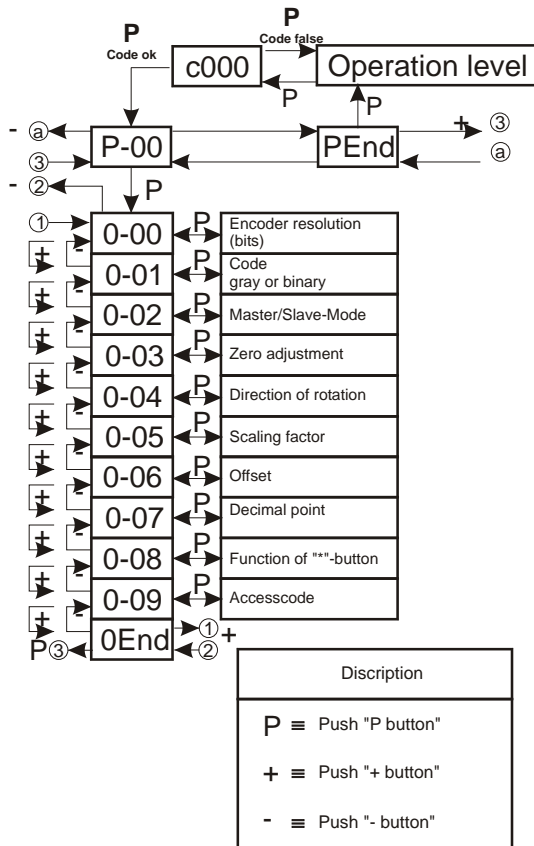 P
Code ok
P
Code false
c000
Operation level
P
P
- ⓐ
P-00
PEnd
+ ③
③
ⓐ
- ②
P
①
0-00
P
Encoder resolution
(bits)
+ -
0-01
P
Code
gray or binary
+ -
0-02
P
Master/Slave-Mode
+ -
0-03
P
Zero adjustment
+ -
0-04
P
Direction of rotation
+ -
0-05
P
Scaling factor
+ -
0-06
P
Offset
+ -
0-07
P
Decimal point
+ -
0-08
P
Function of "*"-button
+ -
0-09
P
Accesscode
+ -
0End
① +
P ③
②
Discription
P ≡ Push "P button"
+ ≡ Push "+ button"
- ≡ Push "- button"